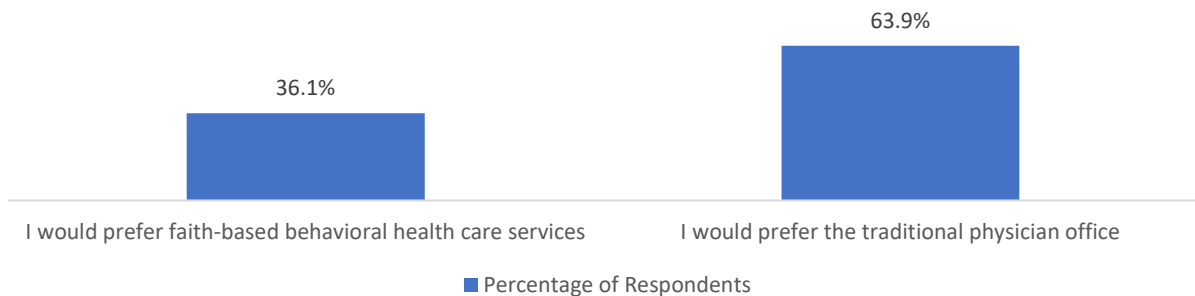 63.9%
36.1%
I would prefer faith-based behavioral health care services
I would prefer the traditional physician office
Percentage of Respondents